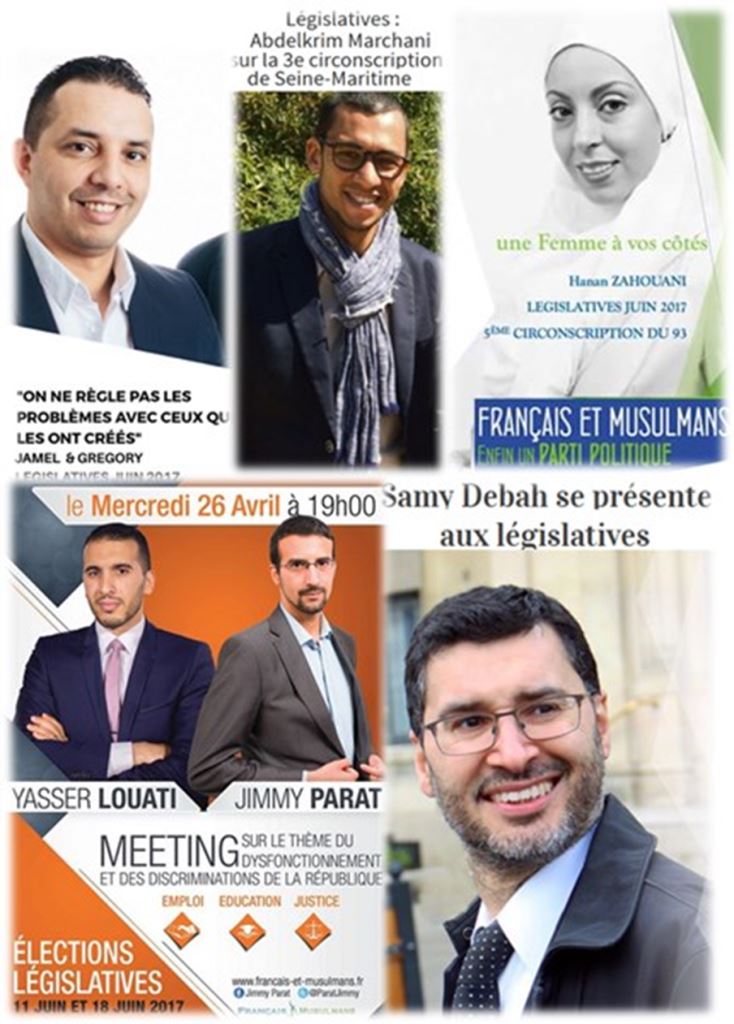 Législatives :
Abdelkrim Marchani
sur la 3e circonscription
de Seine-Maritime
"ON NE RÈGLE PAS LES
PROBLÈMES AVEC CEUX QU
LES ONT CRÉÉS"
JAMEL & GREGORY
LEGISLATIVES JUIN 2017
une Femme à vos côtés
Hanan ZAHOUANI
LEGISLATIVES JUIN 2017
5ÈME CIRCONSCRIPTION DU 93
FRANÇAIS ET MUSULMANS
ENFIN UN PARTI POLITIQUE
le Mercredi 26 Avril à 19h00
YASSER LOUATI JIMMY PARAT
MEETING SUR LE THÈME DU
DYSFONCTIONNEMENT
ET DES DISCRIMINATIONS DE LA RÉPUBLIQUE
EMPLOI EDUCATION JUSTICE
ÉLECTIONS
LÉGISLATIVES
11 JUIN ET 18 JUIN 2017
www.francais-et-musulmans.fr
Jimmy Parat @ParatJimmy
FRANÇAIS & MUSULMANS
Samy Debah se présente
aux législatives